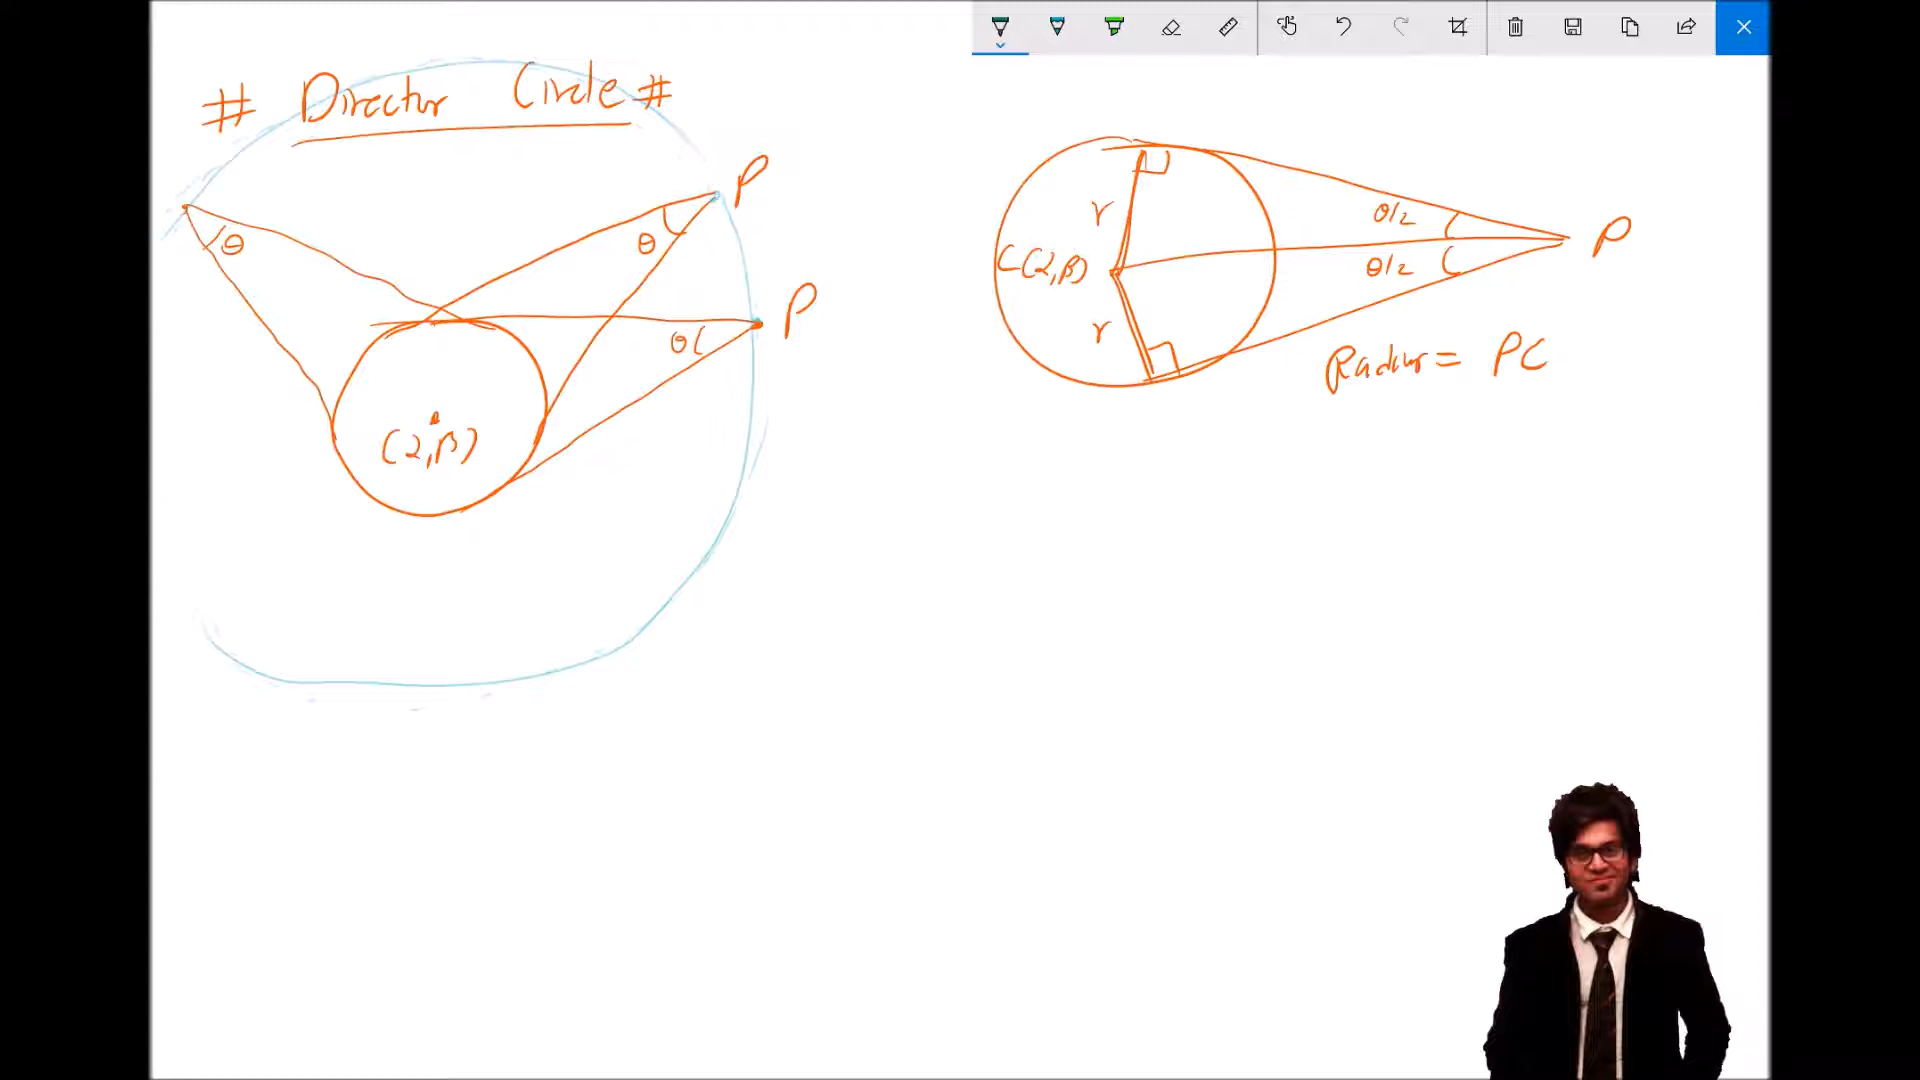 # Director Circle #
P
θ
θ
P
θ
(α,β)
r
θ/2
P
C(α,β)
θ/2
r
Radius = PC